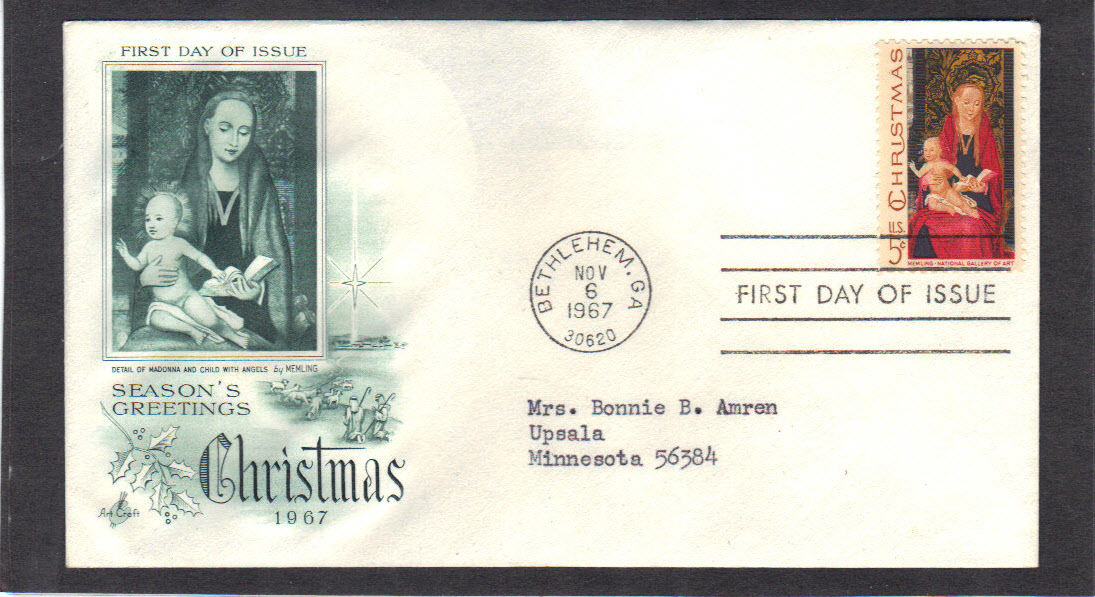 FIRST DAY OF ISSUE
DETAIL OF MADONNA AND CHILD WITH ANGELS by MEMLING
SEASON'S
GREETINGS
Christmas
1967
Art Craft
BETHLEHEM, GA
NOV
6
1967
30620
CHRISTMAS
U.S.
5¢
MEMLING · NATIONAL GALLERY OF ART
FIRST DAY OF ISSUE
Mrs. Bonnie B. Amren
Upsala
Minnesota 56384